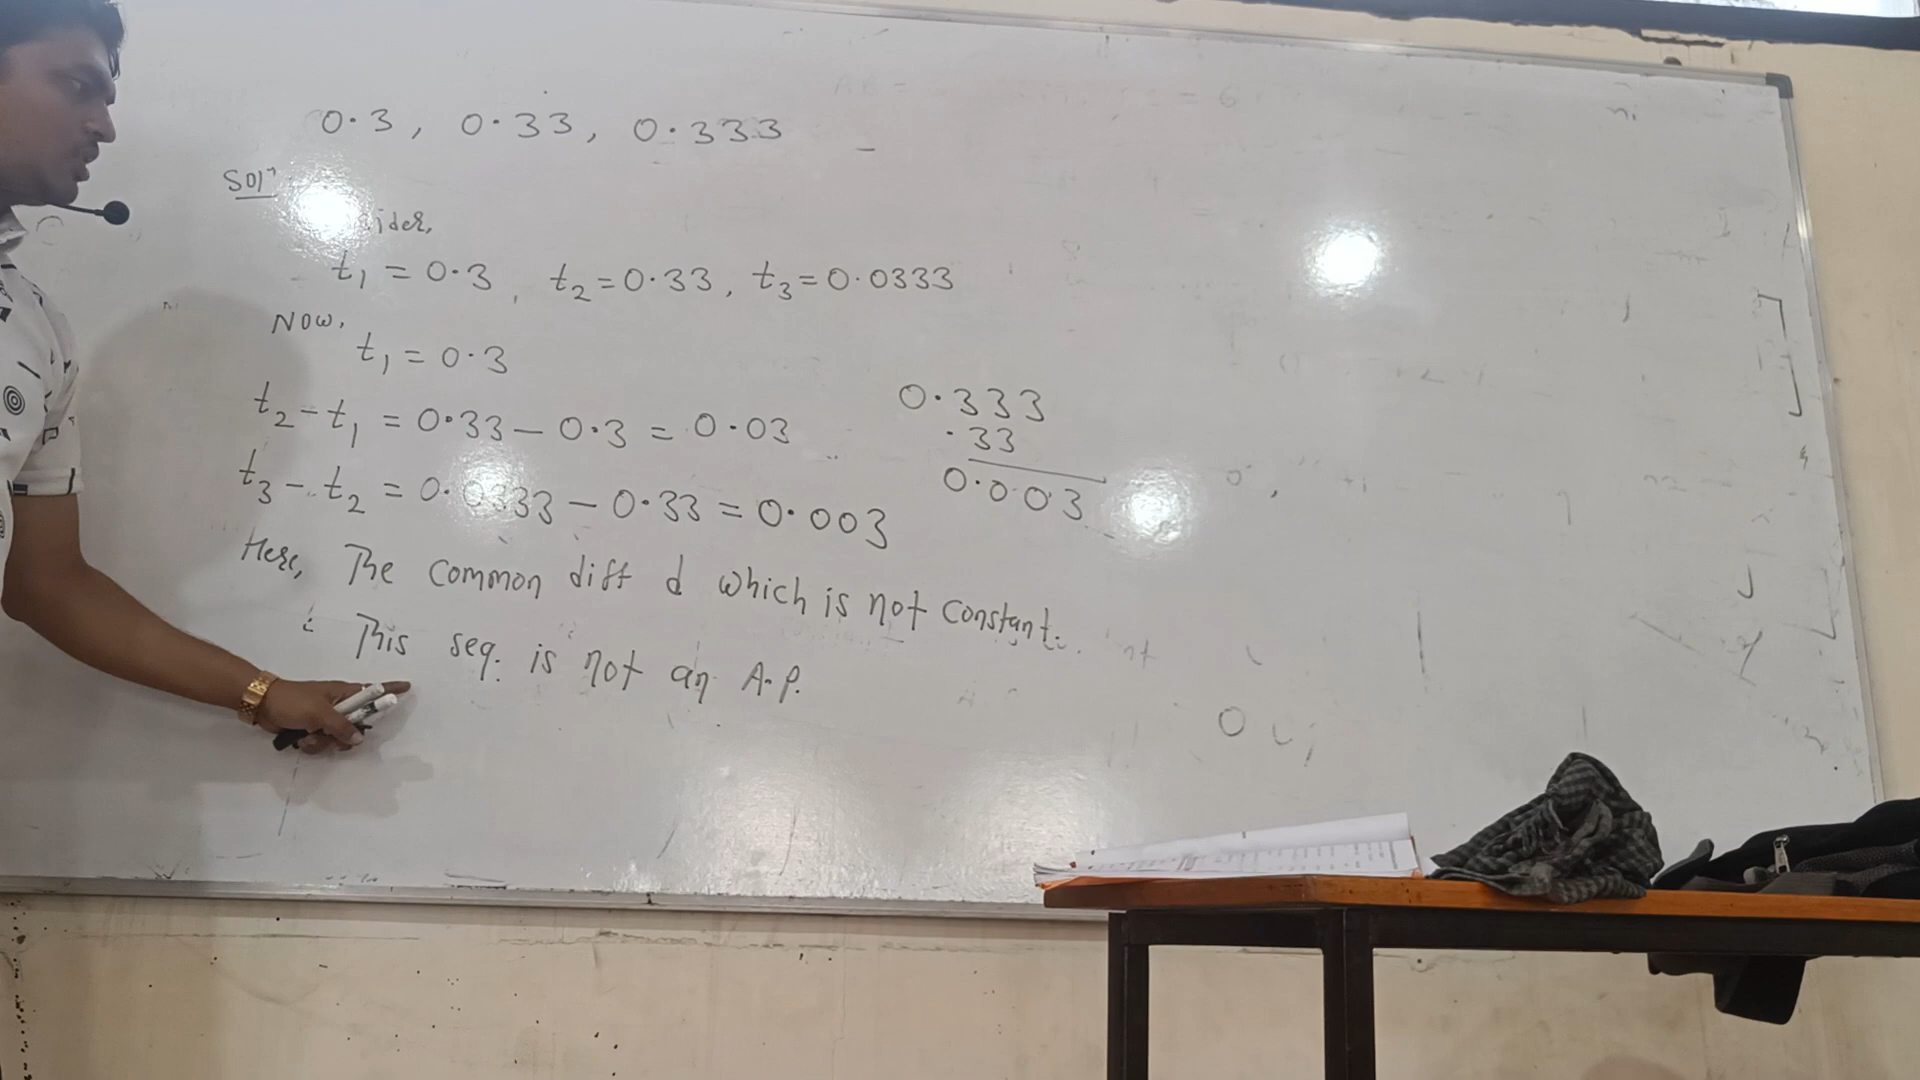 0.3, 0.33, 0.333
Solⁿ
ider,
t₁ = 0.3, t₂ = 0.33, t₃ = 0.0333
Now,
t₁ = 0.3
t₂ - t₁ = 0.33 - 0.3 = 0.03
t₃ - t₂ = 0.0333 - 0.33 = 0.003
0.333
.33
0.003
Here, The common diff d which is not constant.
This seq. is not an A.P.